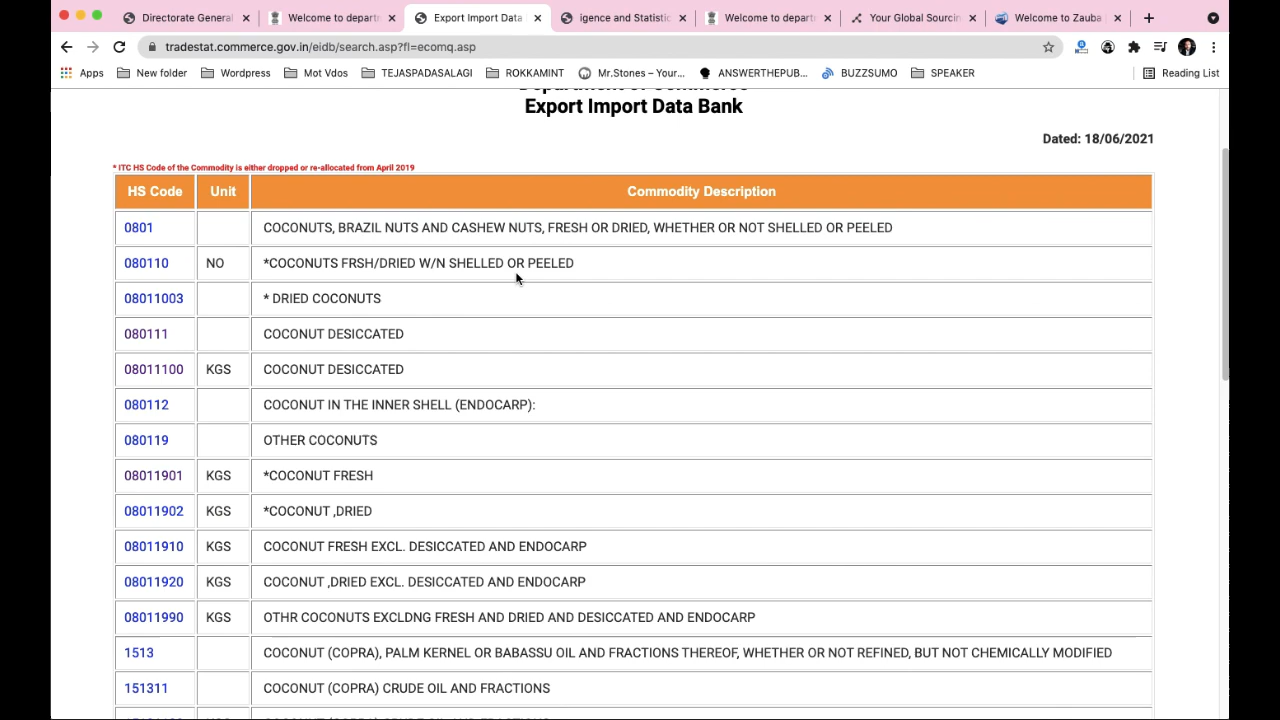 Directorate General
Welcome to departr
Export Import Data
igence and Statistic
Welcome to depart
Your Global Sourcin
Welcome to Zauba
tradestat.commerce.gov.in/eidb/search.asp?fl=ecomq.asp
Apps
New folder
Wordpress
Mot Vdos
TEJASPADASALAGI
ROKKAMINT
Mr.Stones – Your...
ANSWERTHEPUB...
BUZZSUMO
SPEAKER
Reading List
Department of Commerce
Export Import Data Bank
Dated: 18/06/2021
* ITC HS Code of the Commodity is either dropped or re-allocated from April 2019
HS Code Unit Commodity Description
0801 COCONUTS, BRAZIL NUTS AND CASHEW NUTS, FRESH OR DRIED, WHETHER OR NOT SHELLED OR PEELED
080110 NO *COCONUTS FRSH/DRIED W/N SHELLED OR PEELED
08011003 * DRIED COCONUTS
080111 COCONUT DESICCATED
08011100 KGS COCONUT DESICCATED
080112 COCONUT IN THE INNER SHELL (ENDOCARP):
080119 OTHER COCONUTS
08011901 KGS *COCONUT FRESH
08011902 KGS *COCONUT ,DRIED
08011910 KGS COCONUT FRESH EXCL. DESICCATED AND ENDOCARP
08011920 KGS COCONUT ,DRIED EXCL. DESICCATED AND ENDOCARP
08011990 KGS OTHR COCONUTS EXCLDNG FRESH AND DRIED AND DESICCATED AND ENDOCARP
1513 COCONUT (COPRA), PALM KERNEL OR BABASSU OIL AND FRACTIONS THEREOF, WHETHER OR NOT REFINED, BUT NOT CHEMICALLY MODIFIED
151311 COCONUT (COPRA) CRUDE OIL AND FRACTIONS